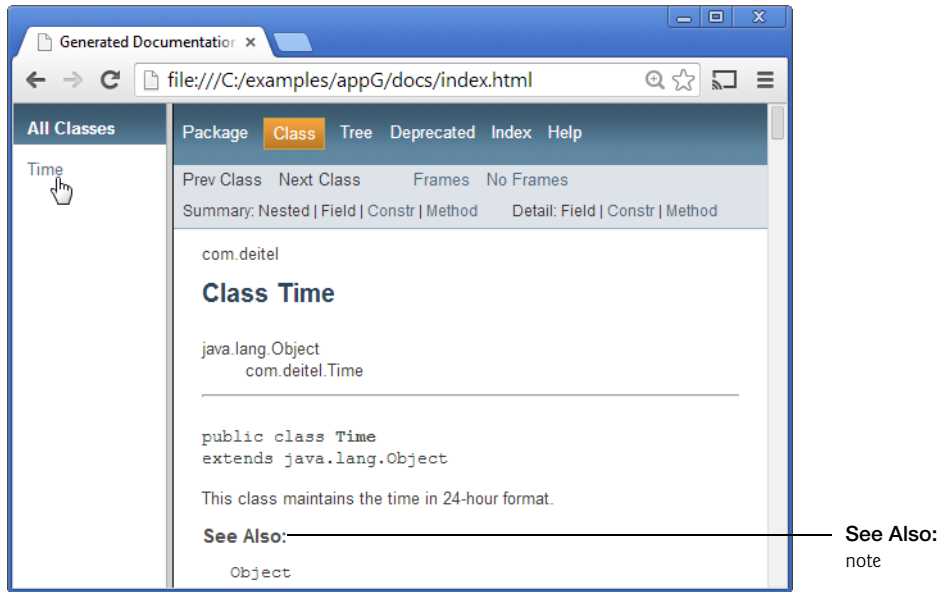 Generated Documentation
file:///C:/examples/appG/docs/index.html
All Classes
Time
Package Class Tree Deprecated Index Help
Prev Class Next Class Frames No Frames
Summary: Nested | Field | Constr | Method Detail: Field | Constr | Method
com.deitel
Class Time
java.lang.Object
com.deitel.Time
public class Time
extends java.lang.Object
This class maintains the time in 24-hour format.
See Also:
Object
See Also:
note